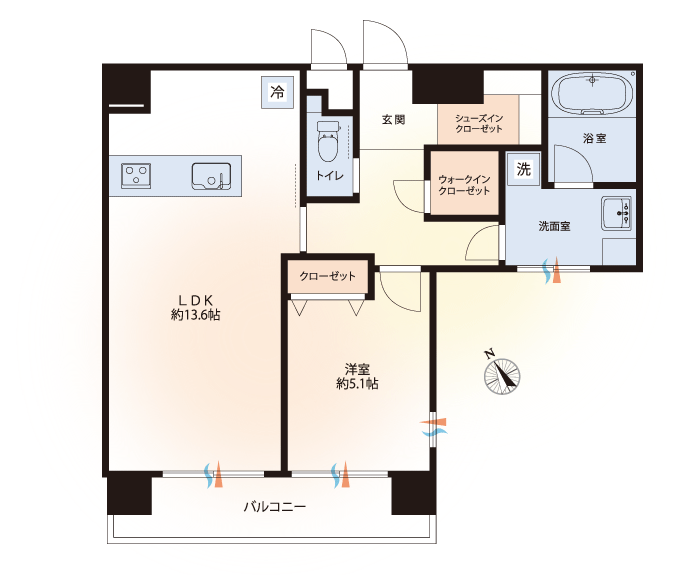 冷
玄関
シューズイン
クローゼット
浴室
トイレ
ウォークイン
クローゼット
洗
洗面室
クローゼット
LDK
約13.6帖
洋室
約5.1帖
N
バルコニー